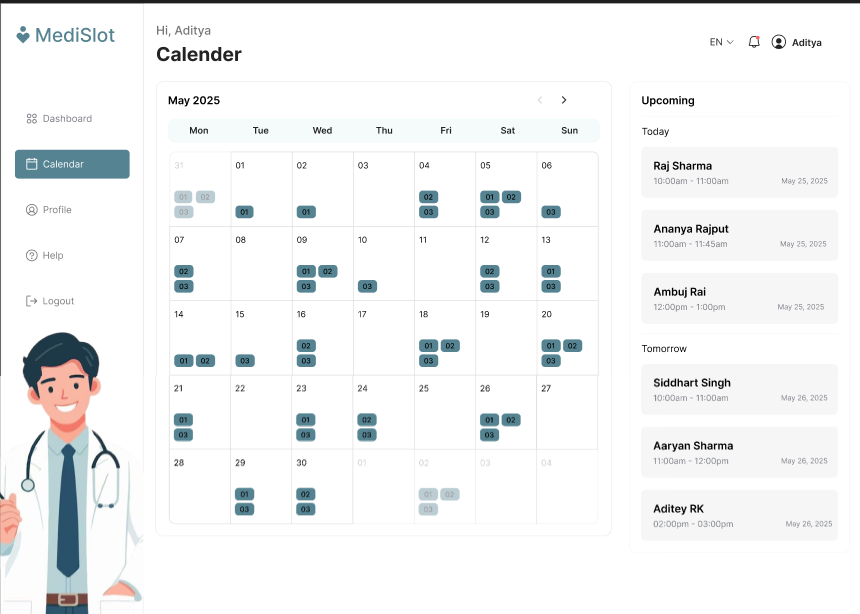 MediSlot
Dashboard
Calendar
Profile
Help
Logout
Hi, Aditya
Calender
EN
Aditya
May 2025
Mon Tue Wed Thu Fri Sat Sun
31 01 02 03 04 05 06
01 02 02 01 02
03 01 01 03 03 03
07 08 09 10 11 12 13
02 01 02 02 01
03 03 03 03 03
14 15 16 17 18 19 20
02 01 02 01 02
01 02 03 03 03 03
21 22 23 24 25 26 27
01 01 02 01 02
03 03 03 03
28 29 30 01 02 03 04
01 02 01 02
03 03 03
Upcoming
Today
Raj Sharma
10:00am - 11:00am May 25, 2025
Ananya Rajput
11:00am - 11:45am May 25, 2025
Ambuj Rai
12:00pm - 1:00pm May 25, 2025
Tomorrow
Siddhart Singh
10:00am - 11:00am May 26, 2025
Aaryan Sharma
11:00am - 12:00pm May 26, 2025
Aditey RK
02:00pm - 03:00pm May 26, 2025